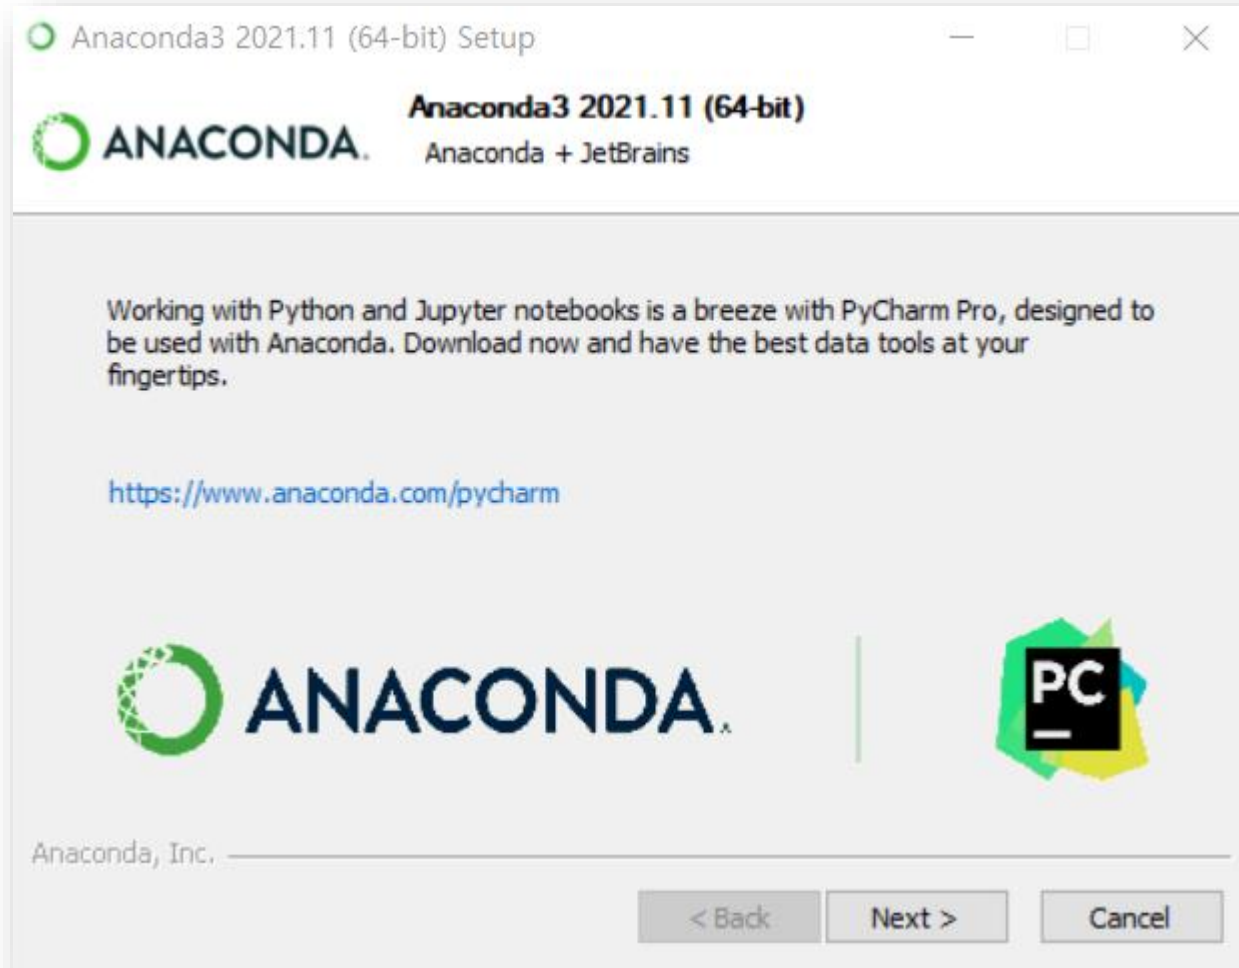 Anaconda3 2021.11 (64-bit) Setup
ANACONDA.
Anaconda3 2021.11 (64-bit)
Anaconda + JetBrains
Working with Python and Jupyter notebooks is a breeze with PyCharm Pro, designed to
be used with Anaconda. Download now and have the best data tools at your
fingertips.
https://www.anaconda.com/pycharm
ANACONDA.
PC
Anaconda, Inc.
< Back
Next >
Cancel